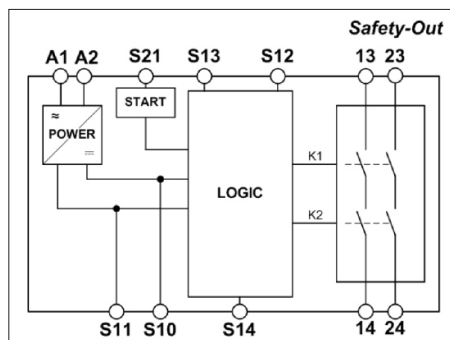 Safety-Out
A1 A2 S21 S13 S12 13 23
START
≈
POWER
⎓
LOGIC
K1
K2
S11 S10 S14 14 24